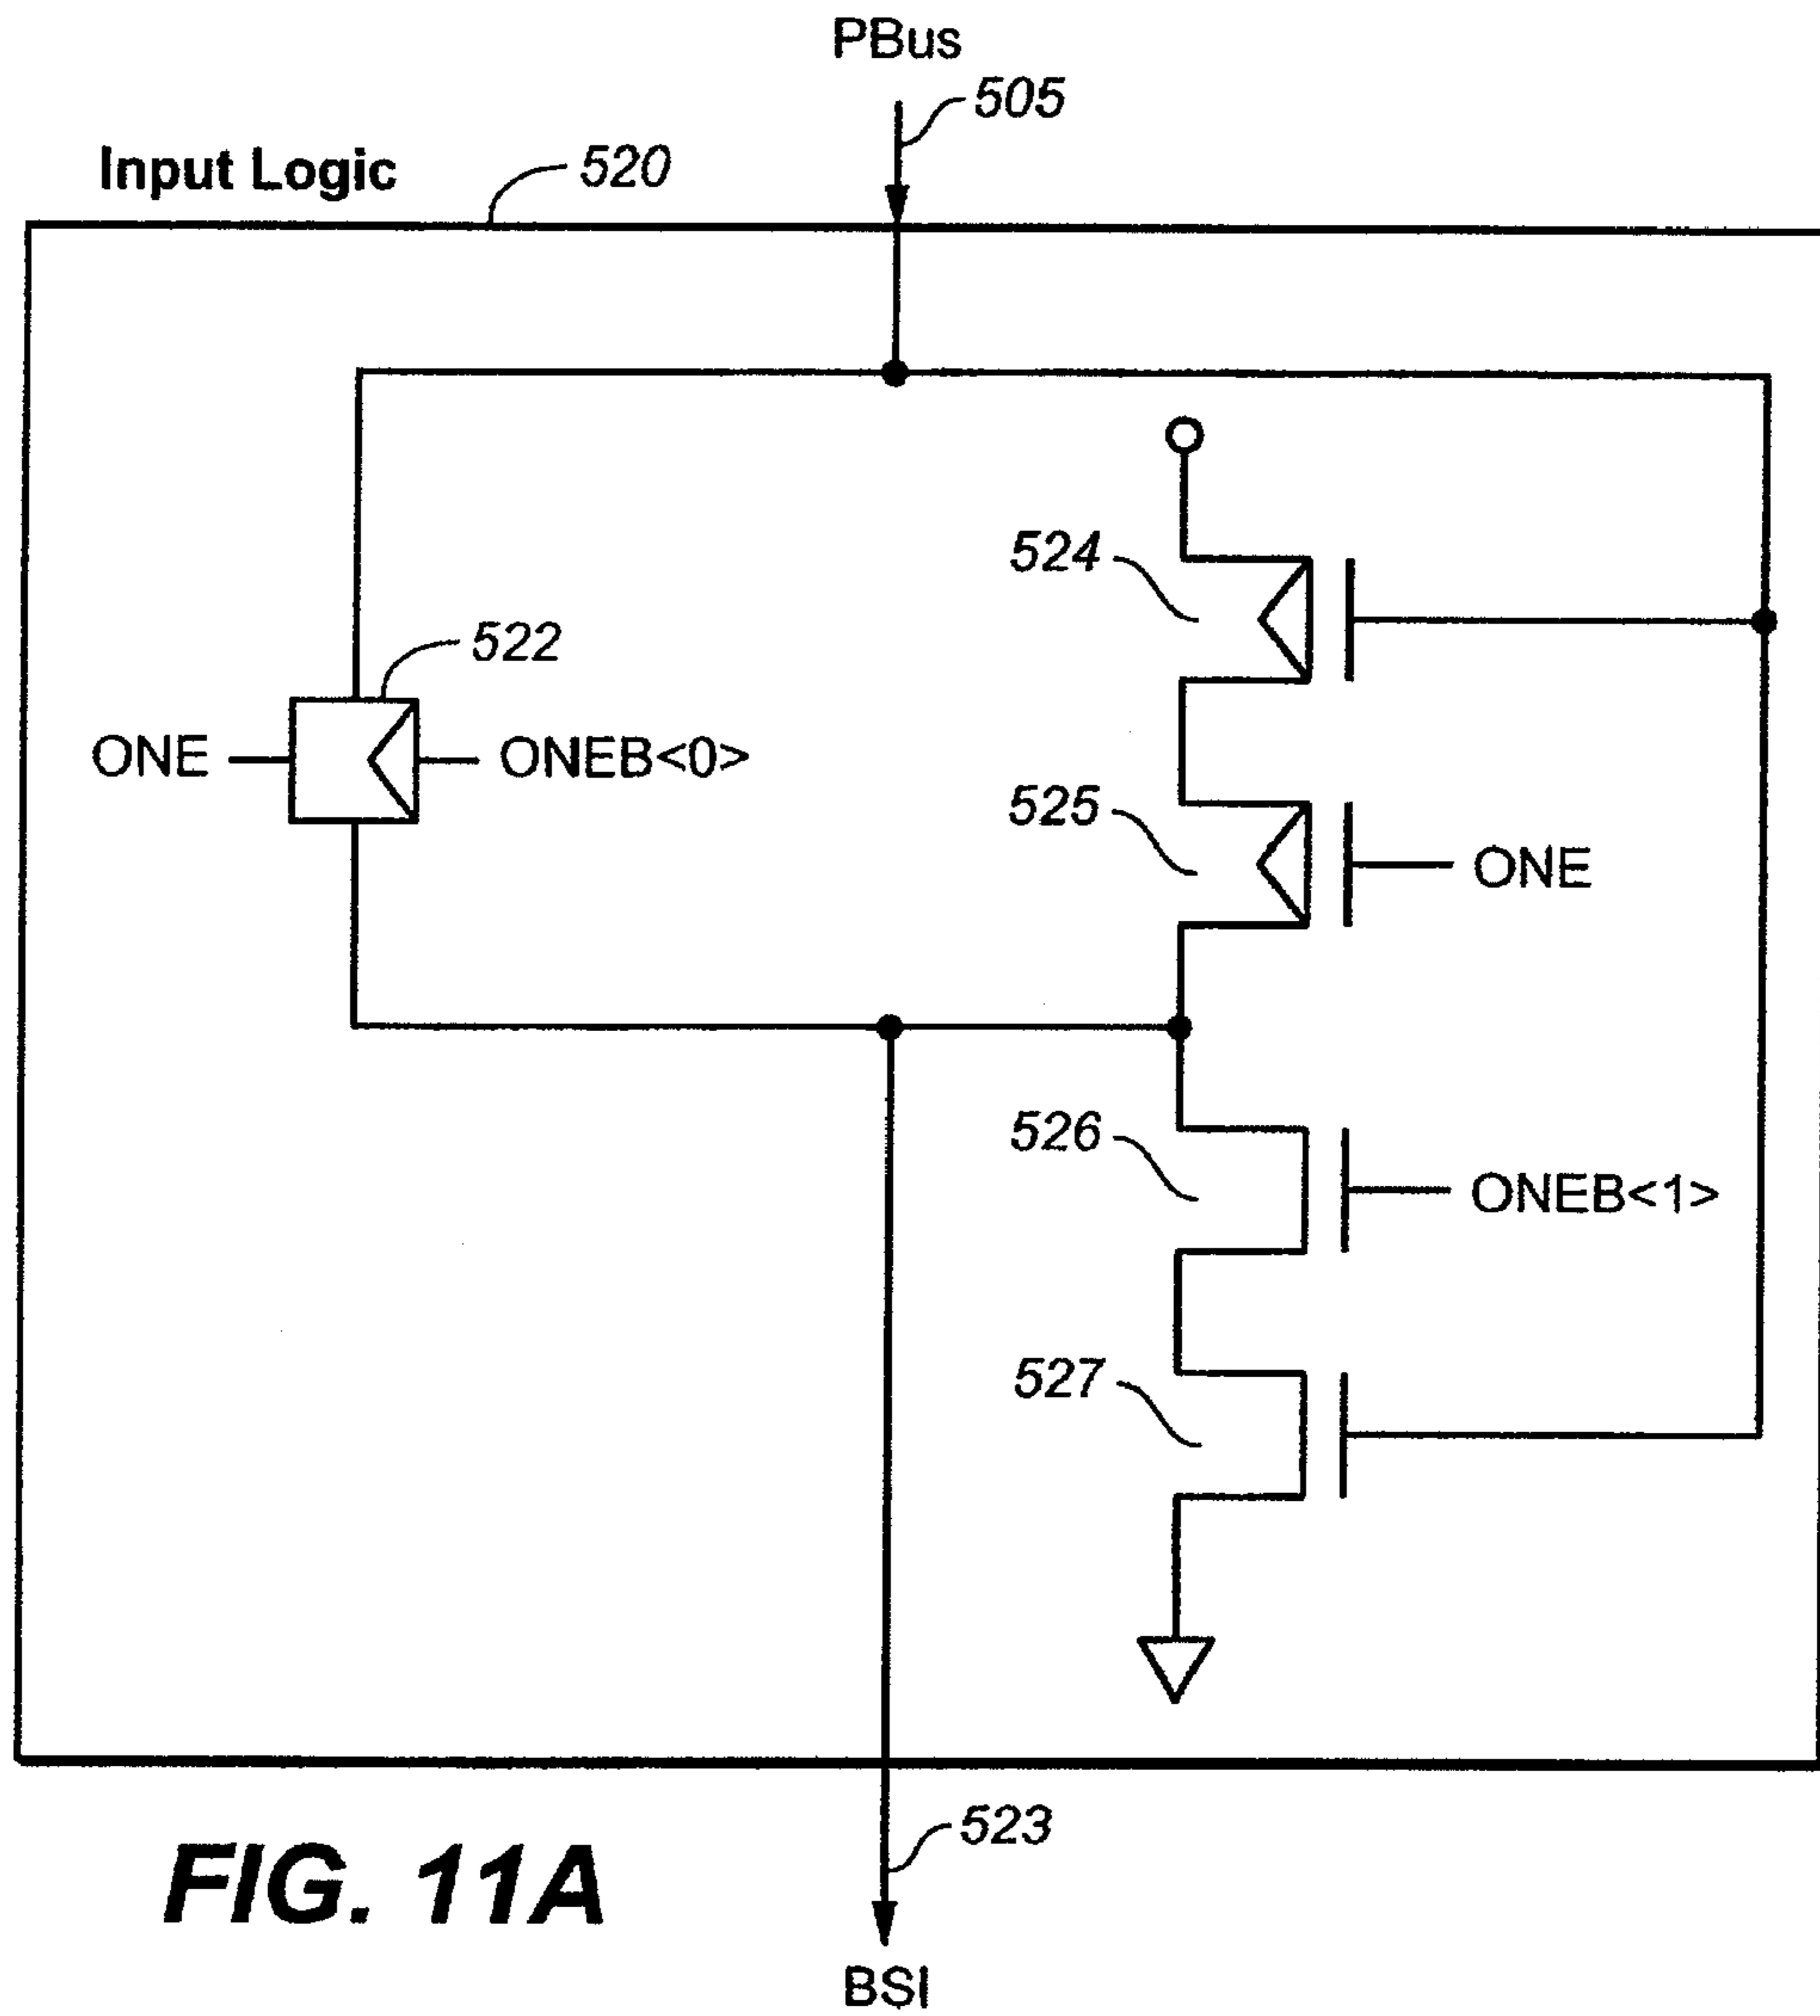 PBus
505
Input Logic
520
524
522
ONE
ONEB<0>
525
ONE
526
ONEB<1>
527
523
FIG. 11A
BSI